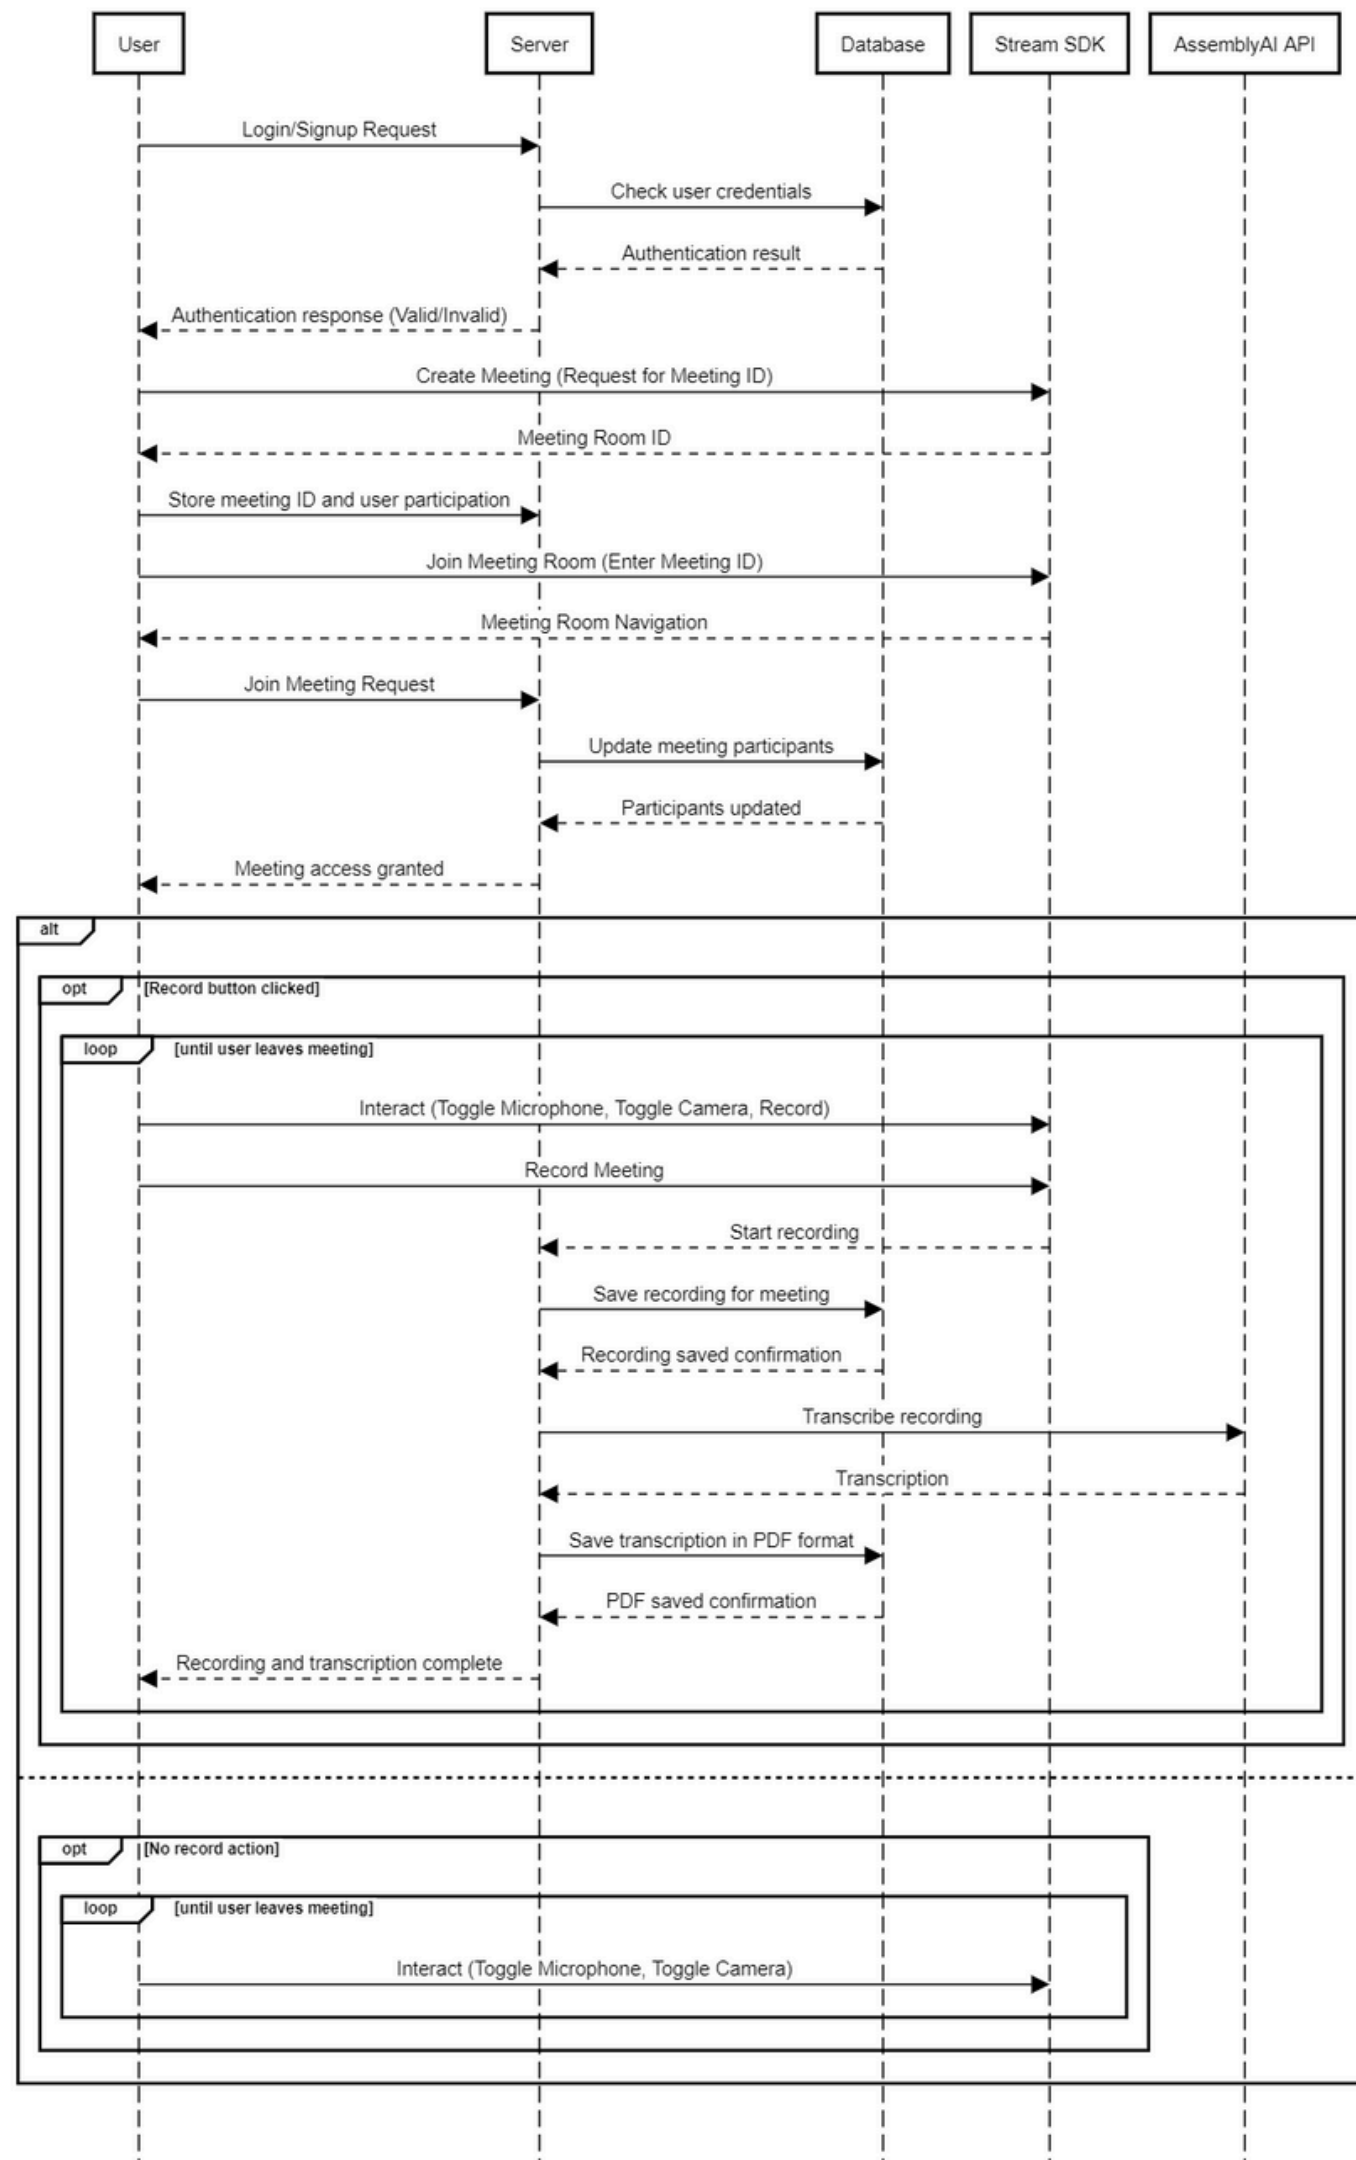 User
Server
Database
Stream SDK
AssemblyAI API
Login/Signup Request
Check user credentials
Authentication result
Authentication response (Valid/Invalid)
Create Meeting (Request for Meeting ID)
Meeting Room ID
Store meeting ID and user participation
Join Meeting Room (Enter Meeting ID)
Meeting Room Navigation
Join Meeting Request
Update meeting participants
Participants updated
Meeting access granted
alt
opt
[Record button clicked]
loop
[until user leaves meeting]
Interact (Toggle Microphone, Toggle Camera, Record)
Record Meeting
Start recording
Save recording for meeting
Recording saved confirmation
Transcribe recording
Transcription
Save transcription in PDF format
PDF saved confirmation
Recording and transcription complete
opt
[No record action]
loop
[until user leaves meeting]
Interact (Toggle Microphone, Toggle Camera)